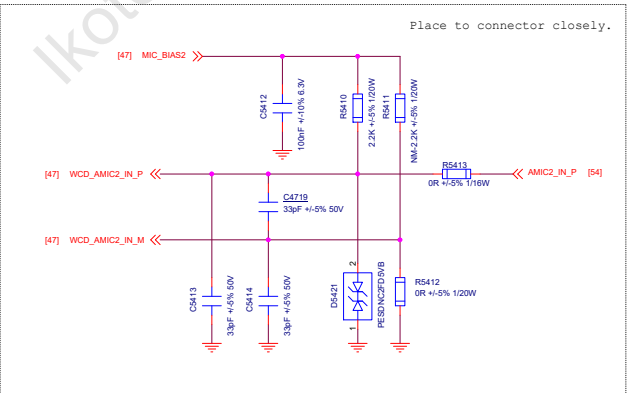 Place to connector closely.
[47] MIC_BIAS2
C5412
100nF +/-10% 6.3V
R5410
2.2K +/-5% 1/20W
R5411
NM-2.2K +/-5% 1/20W
[47] WCD_AMIC2_IN_P
R5413
0R +/-5% 1/16W
AMIC2_IN_P [54]
C4719
33pF +/-5% 50V
[47] WCD_AMIC2_IN_M
C5413
33pF +/-5% 50V
C5414
33pF +/-5% 50V
D5421
2
1
PESDNC2FD5VB
R5412
0R +/-5% 1/20W